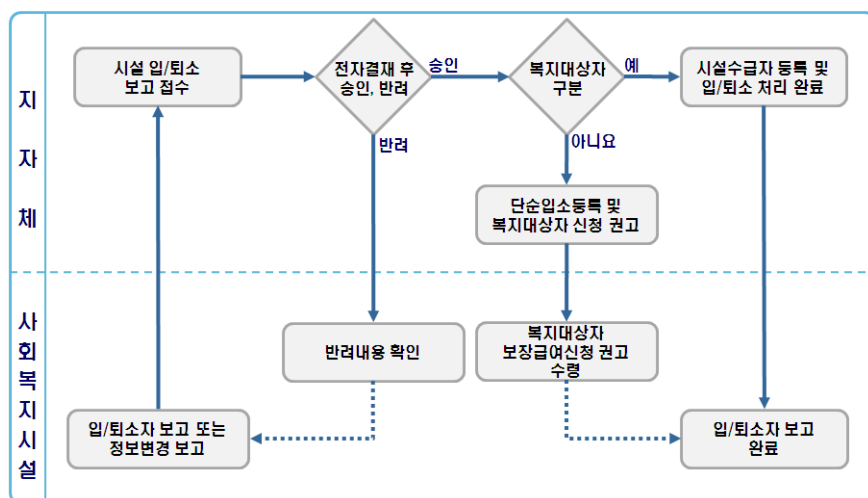 지
자
체
시설 입/퇴소
보고 접수
전자결재 후
승인, 반려
승인
복지대상자
구분
예
시설수급자 등록 및
입/퇴소 처리 완료
반려
아니요
단순입소등록 및
복지대상자 신청 권고
사
회
복
지
시
설
반려내용 확인
복지대상자
보장급여신청 권고
수령
입/퇴소자 보고 또는
정보변경 보고
입/퇴소자 보고
완료